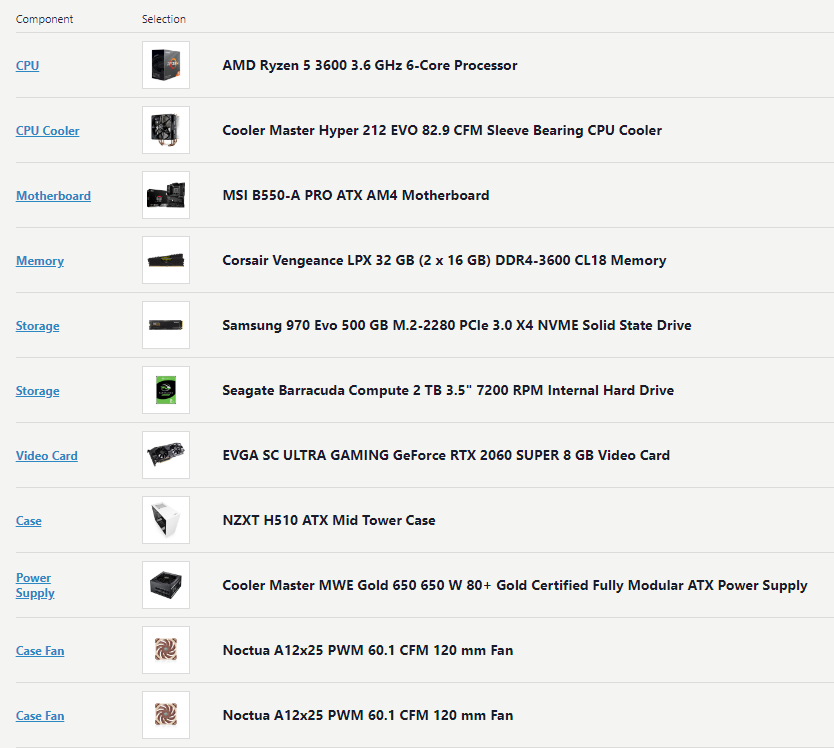 Component Selection
CPU AMD Ryzen 5 3600 3.6 GHz 6-Core Processor
CPU Cooler Cooler Master Hyper 212 EVO 82.9 CFM Sleeve Bearing CPU Cooler
Motherboard MSI B550-A PRO ATX AM4 Motherboard
Memory Corsair Vengeance LPX 32 GB (2 x 16 GB) DDR4-3600 CL18 Memory
Storage Samsung 970 Evo 500 GB M.2-2280 PCIe 3.0 X4 NVME Solid State Drive
Storage Seagate Barracuda Compute 2 TB 3.5" 7200 RPM Internal Hard Drive
Video Card EVGA SC ULTRA GAMING GeForce RTX 2060 SUPER 8 GB Video Card
Case NZXT H510 ATX Mid Tower Case
Power
Supply Cooler Master MWE Gold 650 650 W 80+ Gold Certified Fully Modular ATX Power Supply
Case Fan Noctua A12x25 PWM 60.1 CFM 120 mm Fan
Case Fan Noctua A12x25 PWM 60.1 CFM 120 mm Fan